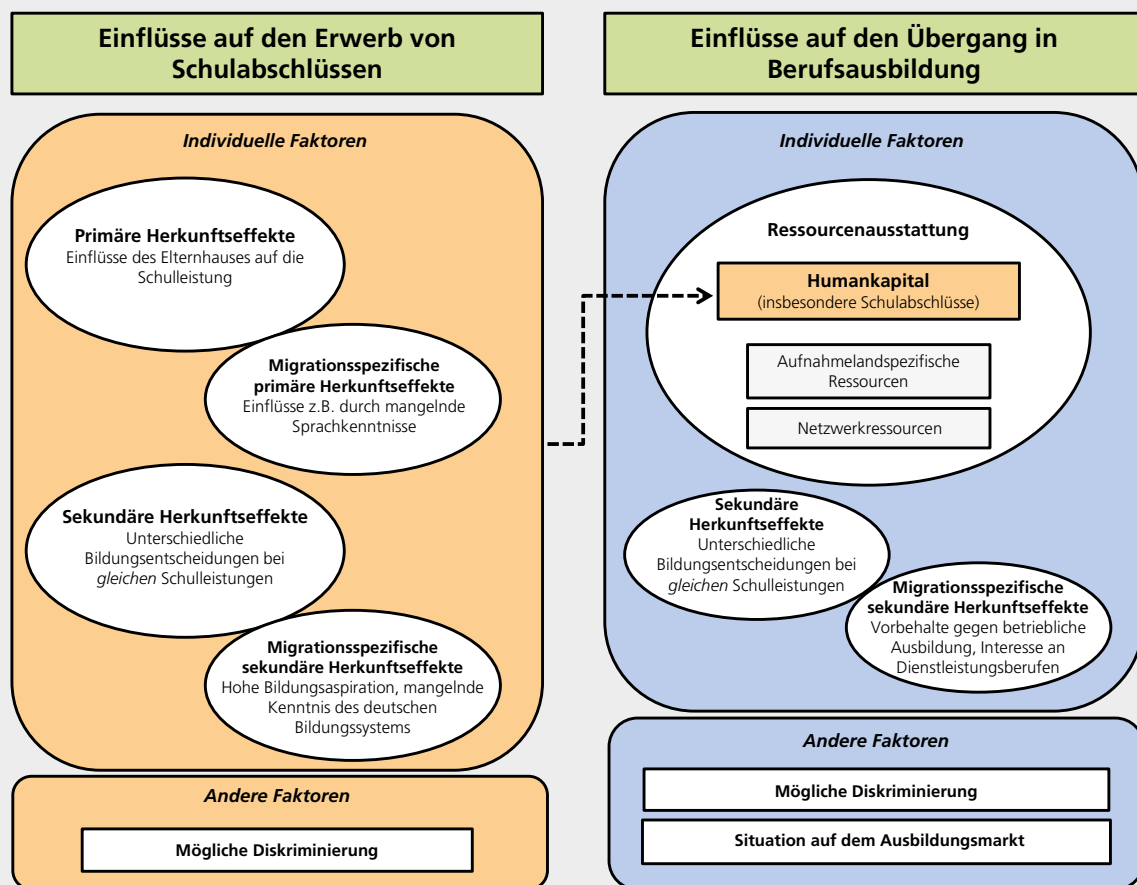 Einflüsse auf den Erwerb von
Schulabschlüssen
Individuelle Faktoren
Primäre Herkunftseffekte
Einflüsse des Elternhauses auf die
Schulleistung
Migrationsspezifische
primäre Herkunftseffekte
Einflüsse z.B. durch mangelnde
Sprachkenntnisse
Sekundäre Herkunftseffekte
Unterschiedliche
Bildungsentscheidungen bei
gleichen Schulleistungen
Migrationsspezifische
sekundäre Herkunftseffekte
Hohe Bildungsaspiration, mangelnde
Kenntnis des deutschen
Bildungssystems
Andere Faktoren
Mögliche Diskriminierung
Einflüsse auf den Übergang in
Berufsausbildung
Individuelle Faktoren
Ressourcenausstattung
Humankapital
(insbesondere Schulabschlüsse)
Aufnahmelandspezifische
Ressourcen
Netzwerkressourcen
Sekundäre
Herkunftseffekte
Unterschiedliche
Bildungsentscheidungen bei
gleichen Schulleistungen
Migrationsspezifische
sekundäre Herkunftseffekte
Vorbehalte gegen betriebliche
Ausbildung, Interesse an
Dienstleistungsberufen
Andere Faktoren
Mögliche Diskriminierung
Situation auf dem Ausbildungsmarkt